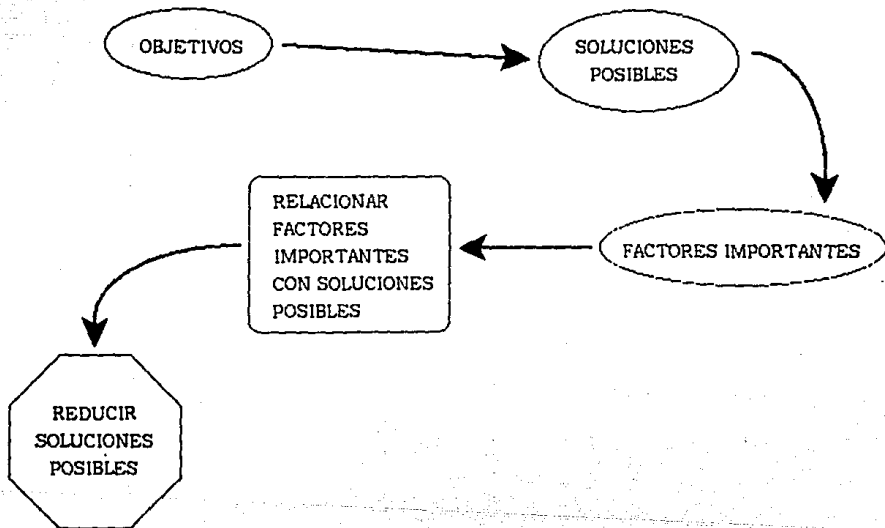 OBJETIVOS
SOLUCIONES
POSIBLES
FACTORES IMPORTANTES
RELACIONAR
FACTORES
IMPORTANTES
CON SOLUCIONES
POSIBLES
REDUCIR
SOLUCIONES
POSIBLES